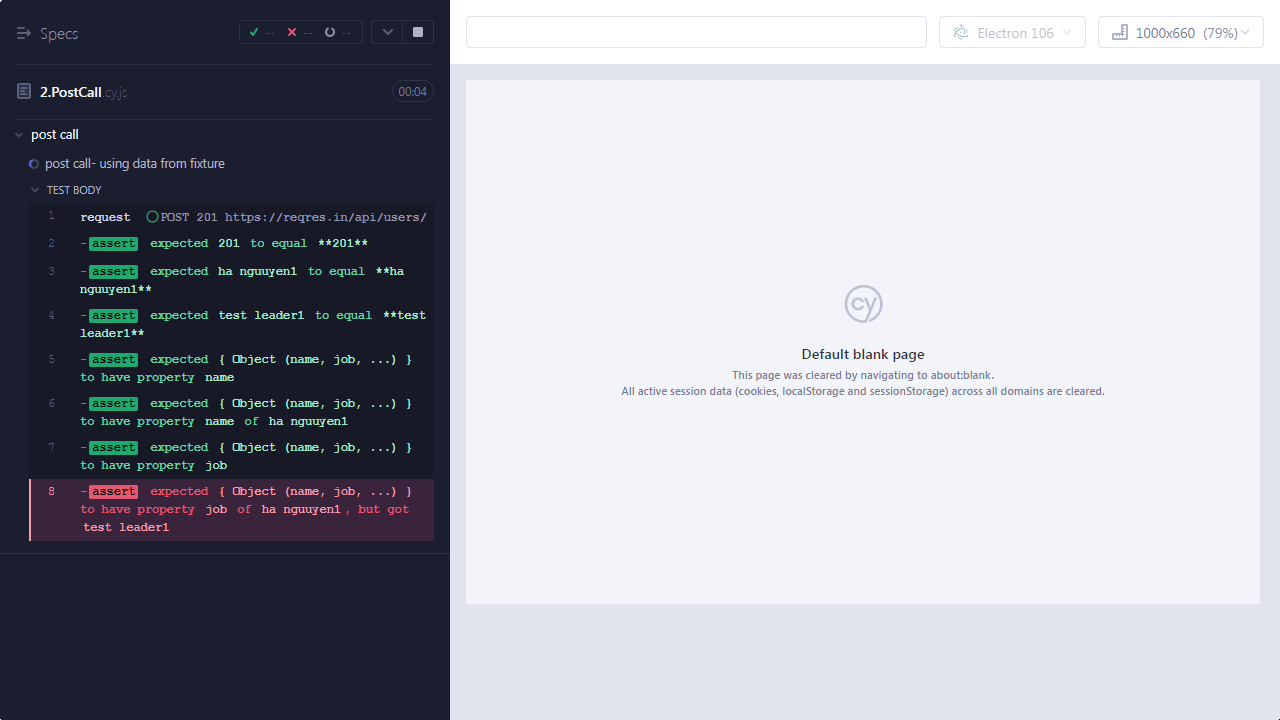 Specs
--
--
--
Electron 106
1000x660 (79%)
2.PostCall.cy.js
00:04
post call
post call- using data from fixture
TEST BODY
1 request POST 201 https://reqres.in/api/users/
2 -assert expected 201 to equal **201**
3 -assert expected ha nguuyen1 to equal **ha
nguuyen1**
4 -assert expected test leader1 to equal **test
leader1**
5 -assert expected { Object (name, job, ...) }
to have property name
6 -assert expected { Object (name, job, ...) }
to have property name of ha nguuyen1
7 -assert expected { Object (name, job, ...) }
to have property job
8 -assert expected { Object (name, job, ...) }
to have property job of ha nguuyen1, but got
test leader1
cy
Default blank page
This page was cleared by navigating to about:blank.
All active session data (cookies, localStorage and sessionStorage) across all domains are cleared.